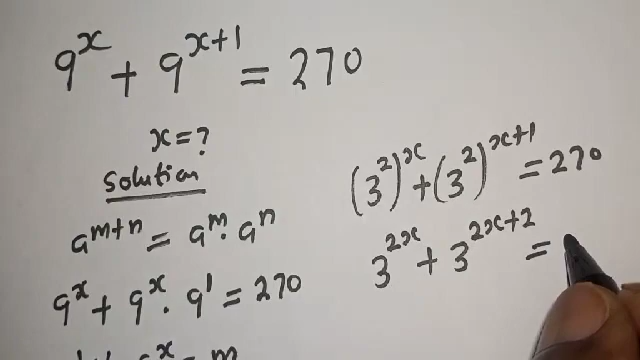 9^x + 9^{x+1} = 270
x = ?
Solution
a^{m+n} = a^m · a^n
9^x + 9^x · 9^1 = 270
9^x = m
(3^2)^x + (3^2)^{x+1} = 270
3^{2x} + 3^{2x+2} =